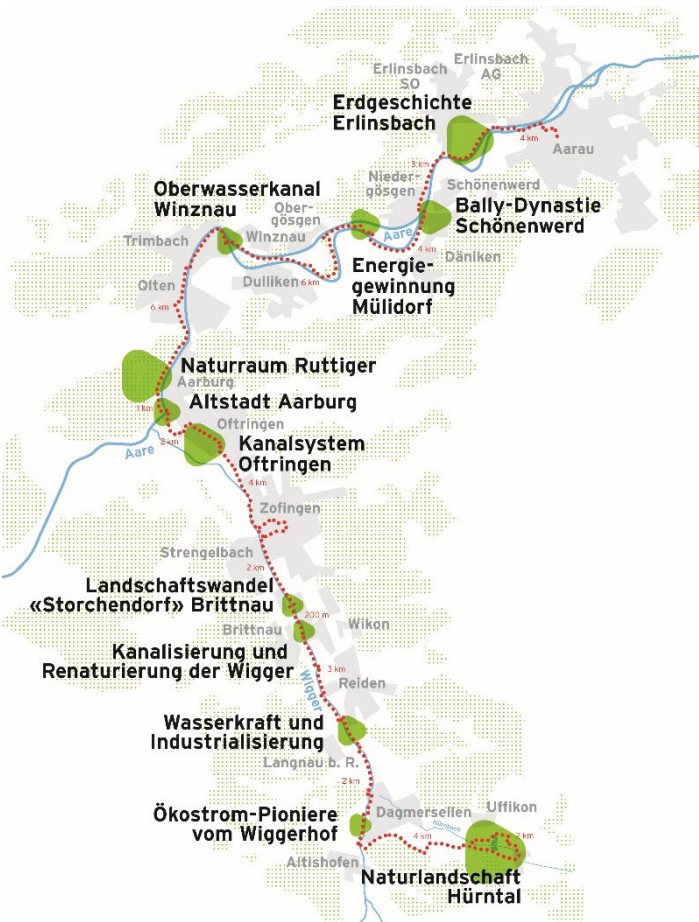 Erlinsbach
AG
Erlinsbach
SO
Erdgeschichte
Erlinsbach
4 km
Aarau
3 km
Nieder-
gösgen
Schönenwerd
Oberwasserkanal
Winznau
Ober-
gösgen
Bally-Dynastie
Schönenwerd
Trimbach
Winznau
Aare
4 km
Däniken
Energie-
gewinnung
Mülidorf
Olten
Dulliken
6 km
6 km
Naturraum Ruttiger
Aarburg
Altstadt Aarburg
1 km
Oftringen
2 km
Kanalsystem
Oftringen
Aare
4 km
Zofingen
Strengelbach
2 km
Landschaftswandel
«Storchendorf» Brittnau
200 m
Brittnau
Wikon
Kanalisierung und
Renaturierung der Wigger
3 km
Wigger
Reiden
Wasserkraft und
Industrialisierung
Langnau b. R.
2 km
Ökostrom-Pioniere
vom Wiggerhof
Dagmersellen
Uffikon
Hürnbach
4 km
2 km
Altishofen
Naturlandschaft
Hürntal